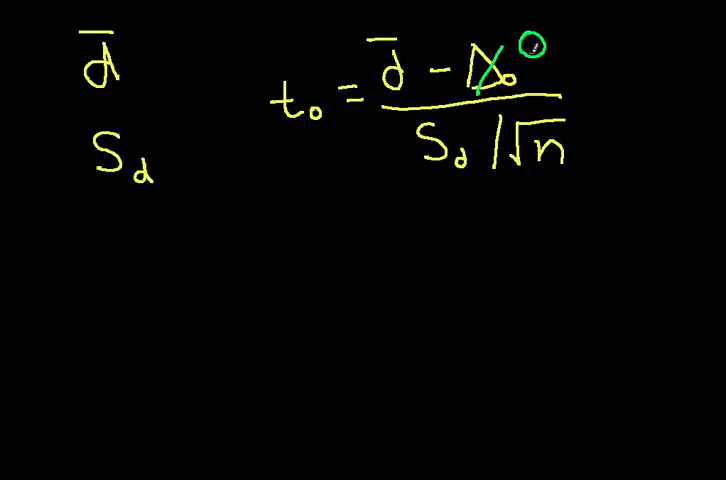 d̅
S_d
t₀ = (d̅ - Δ₀ 0) / (S_d / √n)